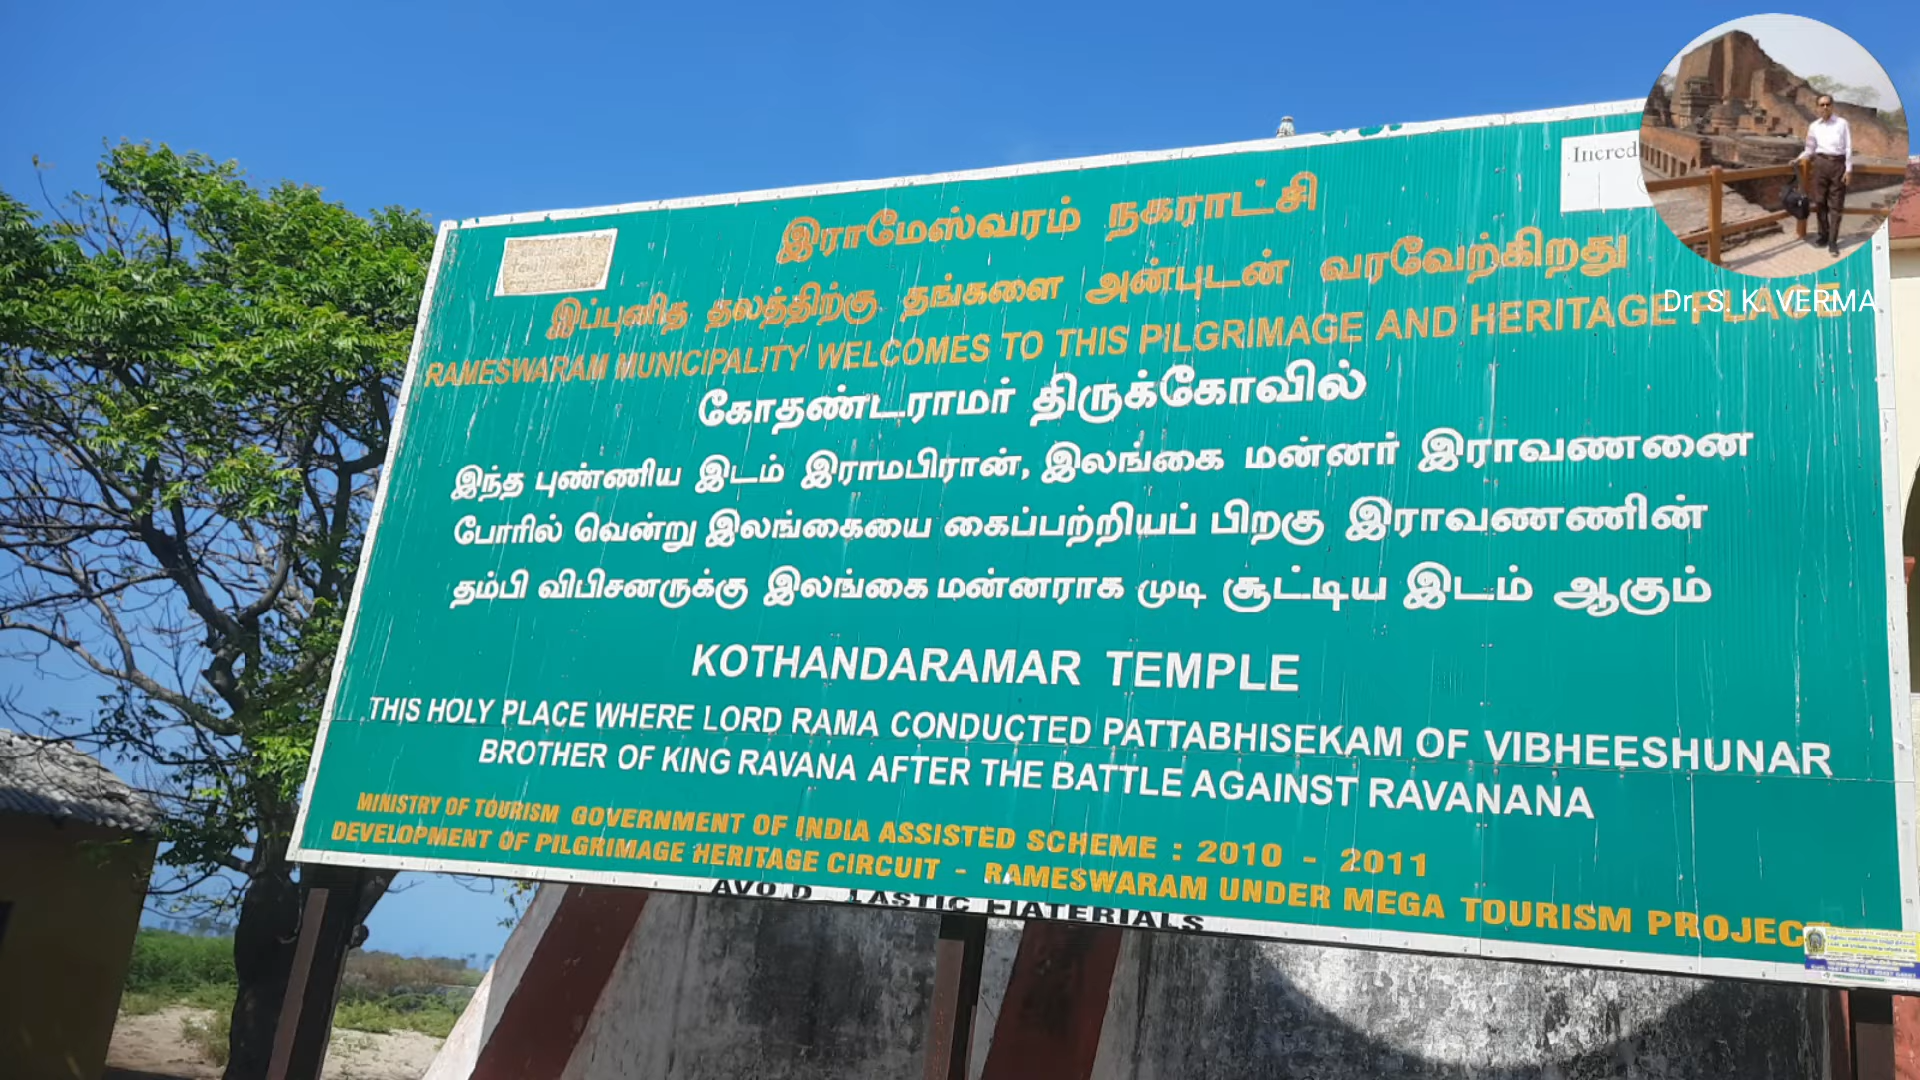 Incred
இராமேஸ்வரம் நகராட்சி
இப்புனித தலத்திற்கு தங்களை அன்புடன் வரவேற்கிறது
RAMESWARAM MUNICIPALITY WELCOMES TO THIS PILGRIMAGE AND HERITAGE PLACE
Dr. S. K. VERMA
கோதண்டராமர் திருக்கோவில்
இந்த புண்ணிய இடம் இராமபிரான், இலங்கை மன்னர் இராவணனை
போரில் வென்று இலங்கையை கைப்பற்றியப் பிறகு இராவணணின்
தம்பி விபிசனருக்கு இலங்கை மன்னராக முடி சூட்டிய இடம் ஆகும்
KOTHANDARAMAR TEMPLE
THIS HOLY PLACE WHERE LORD RAMA CONDUCTED PATTABHISEKAM OF VIBHEESHUNAR
BROTHER OF KING RAVANA AFTER THE BATTLE AGAINST RAVANANA
MINISTRY OF TOURISM GOVERNMENT OF INDIA ASSISTED SCHEME : 2010 - 2011
DEVELOPMENT OF PILGRIMAGE HERITAGE CIRCUIT - RAMESWARAM UNDER MEGA TOURISM PROJECT